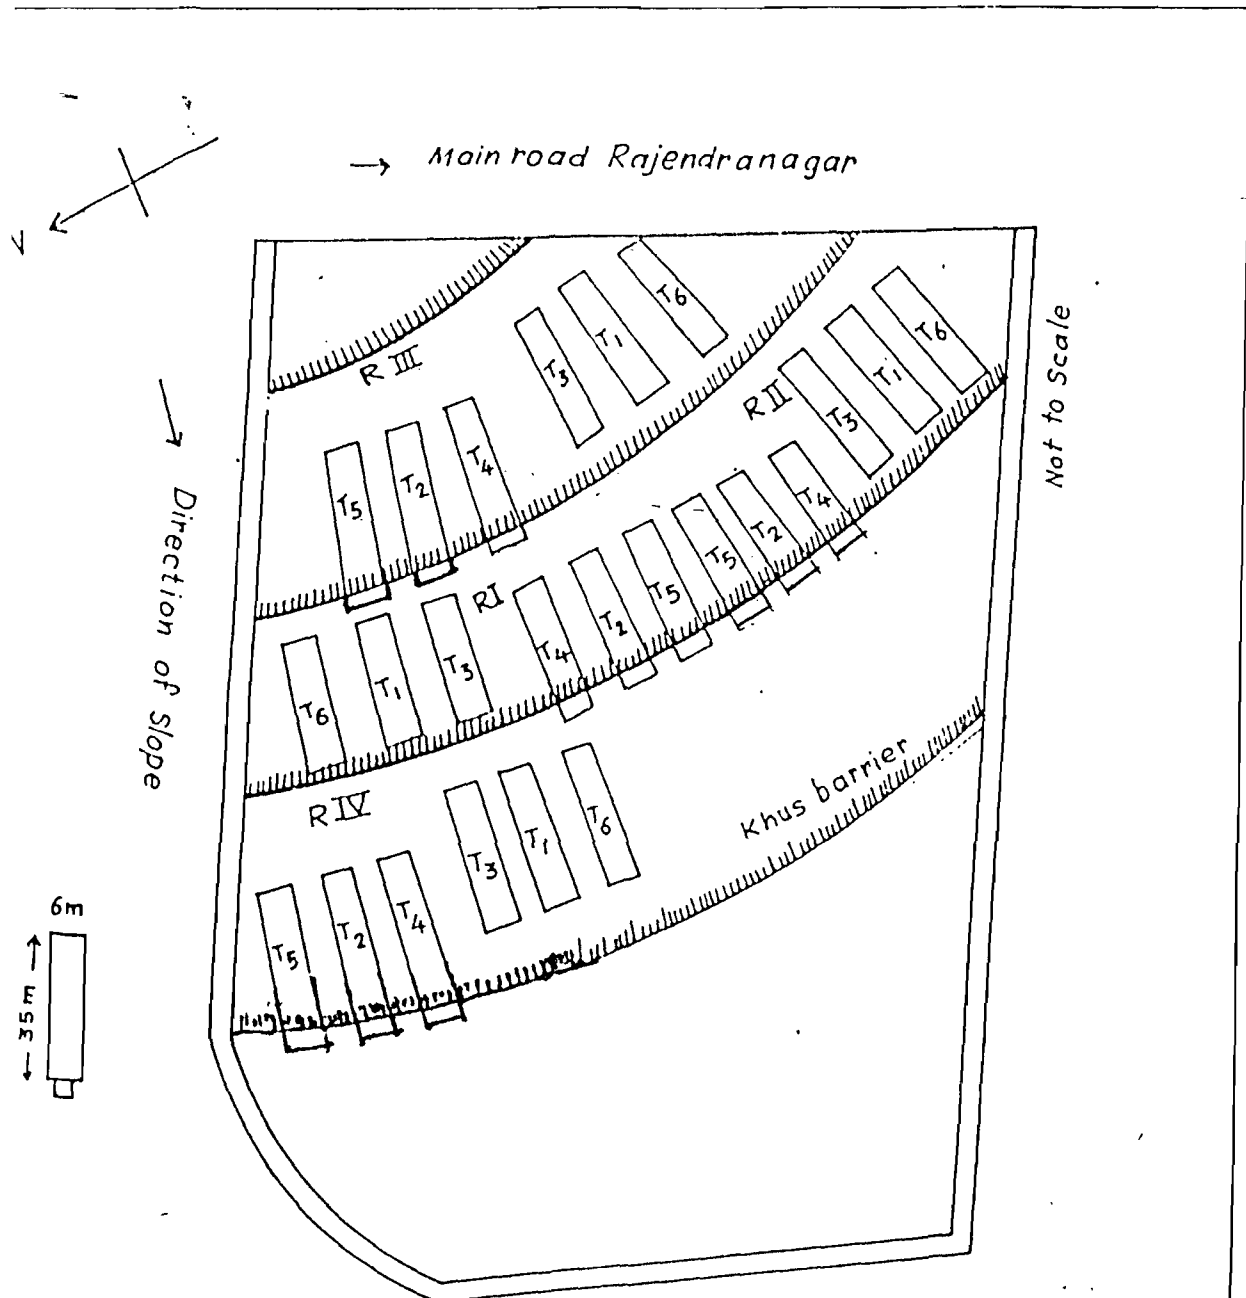 → Main road Rajendranagar
N
R III
T5
T2
T4
T3
T1
T6
R II
T5
T2
T4
T3
T1
T6
R I
T6
T1
T3
T4
T2
T5
R IV
T5
T2
T4
T3
T1
T6
Khus barrier
Direction of Slope
Not to Scale
6m
35m